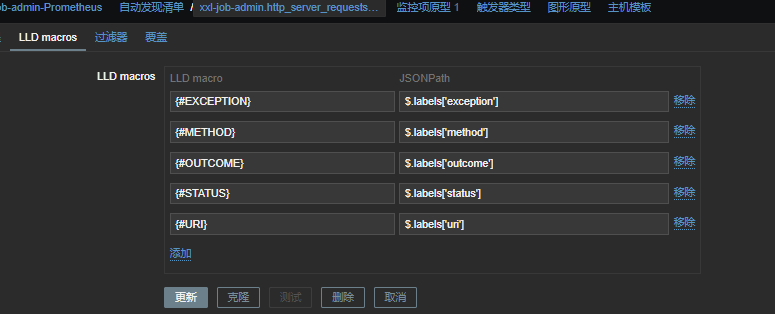 ob-admin-Prometheus 自动发现清单 / xxl-job-admin.http_server_requests… 监控项原型 1 触发器类型 图形原型 主机模板
LLD macros 过滤器 覆盖
LLD macros LLD macro JSONPath
{#EXCEPTION} $.labels['exception'] 移除
{#METHOD} $.labels['method'] 移除
{#OUTCOME} $.labels['outcome'] 移除
{#STATUS} $.labels['status'] 移除
{#URI} $.labels['uri'] 移除
添加
更新 克隆 测试 删除 取消